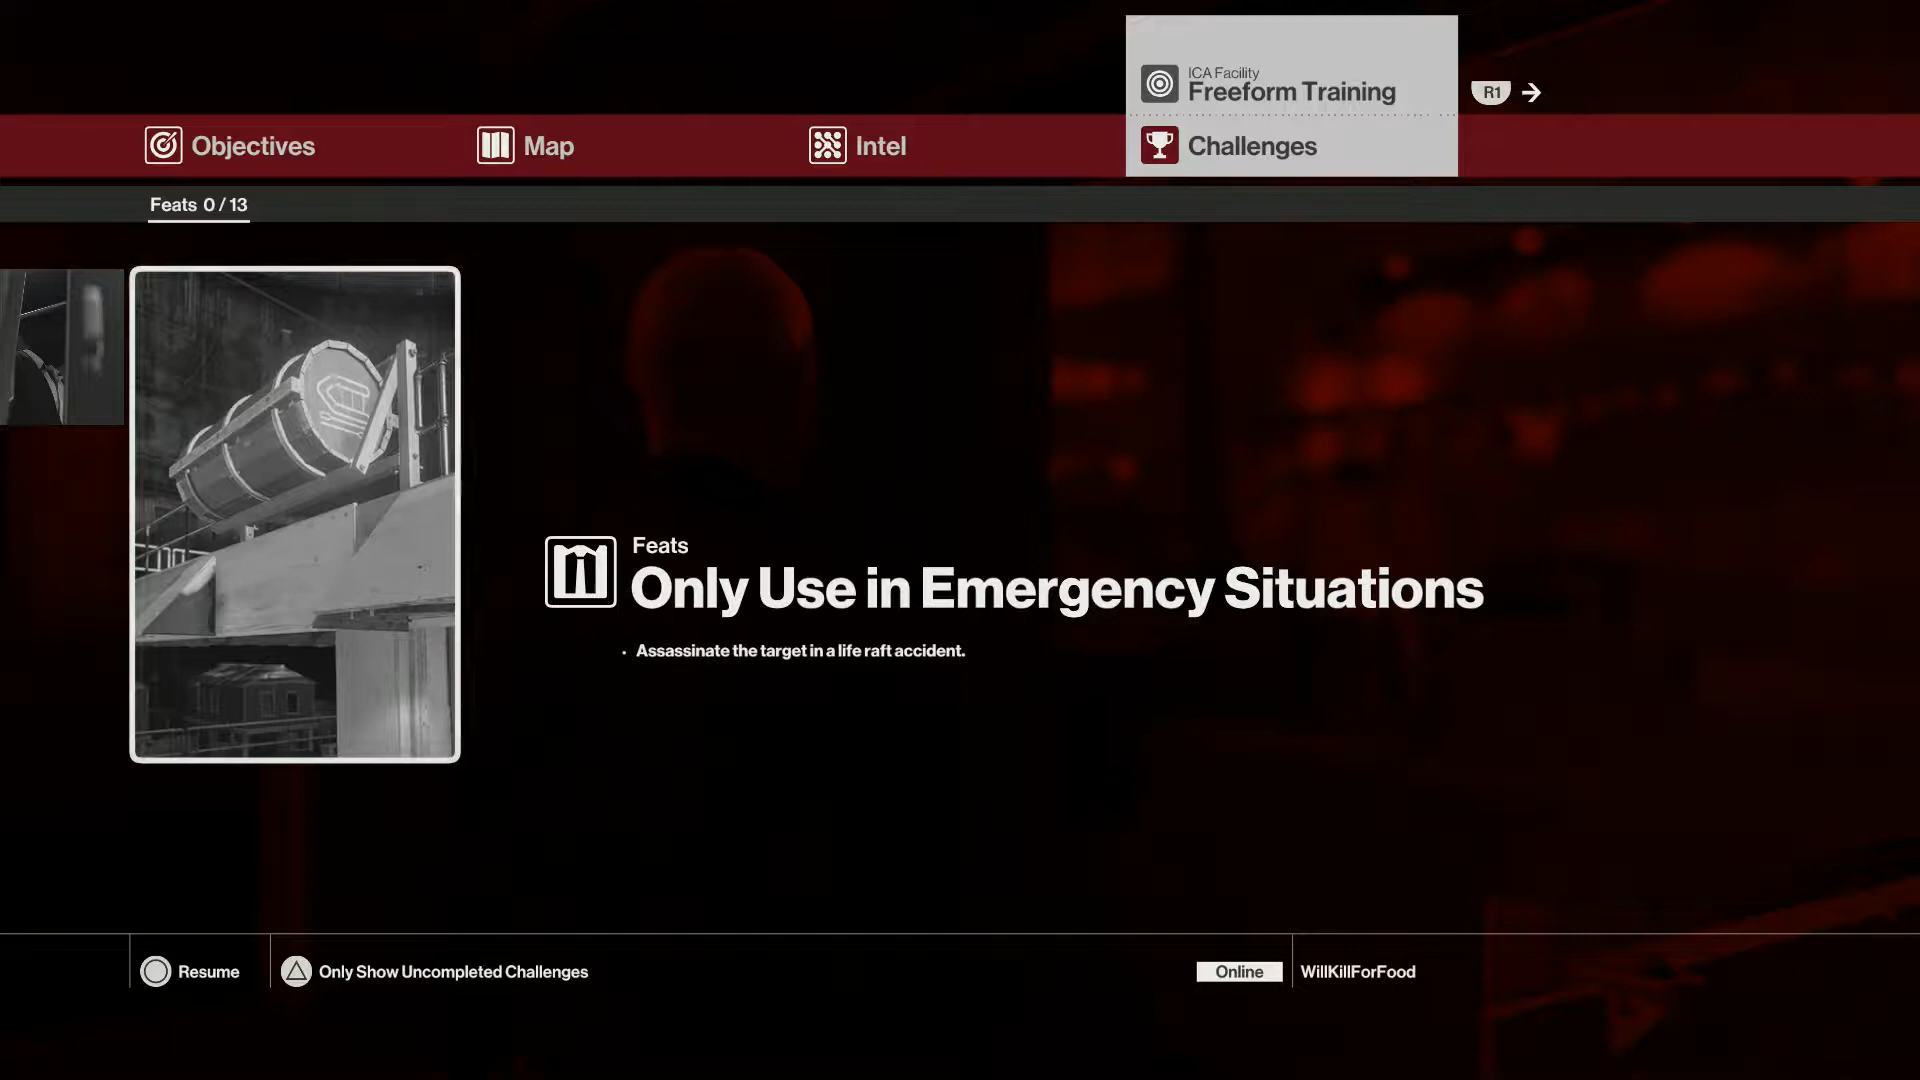 ICA Facility
Freeform Training
R1
Objectives
Map
Intel
Challenges
Feats 0 / 13
Feats
Only Use in Emergency Situations
· Assassinate the target in a life raft accident.
Resume
Only Show Uncompleted Challenges
Online
WillKillForFood